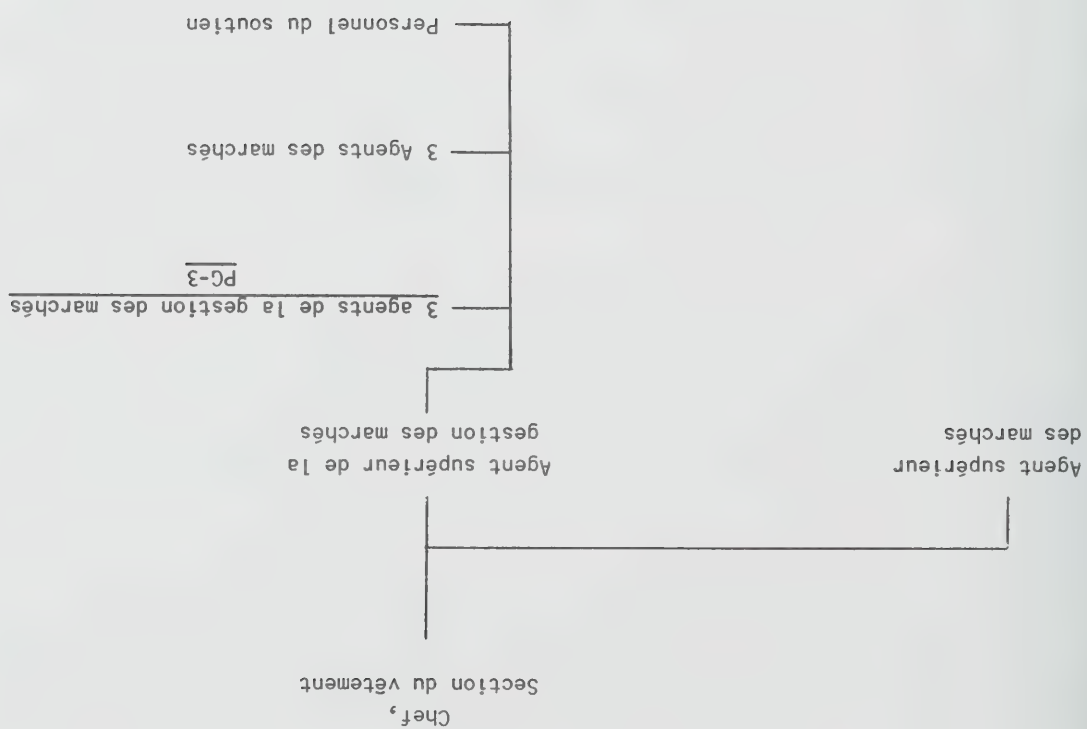 Chef,
Section du vêtement
Agent supérieur
des marchés
Agent supérieur de la
gestion des marchés
3 agents de la gestion des marchés
PG-3
3 Agents des marchés
Personnel du soutien